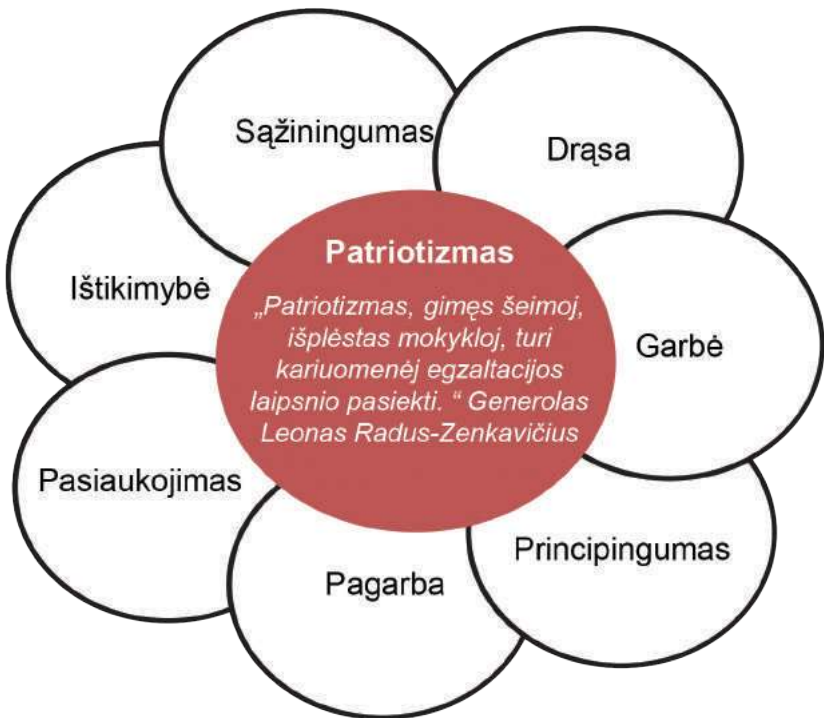 Sąžiningumas
Drąsa
Ištikimybė
Patriotizmas
„Patriotizmas, gimęs šeimoj,
išplėstas mokykloj, turi
kariuomenėj egzaltacijos
laipsnio pasiekti. “ Generolas
Leonas Radus-Zenkavičius
Garbė
Pasiaukojimas
Principingumas
Pagarba